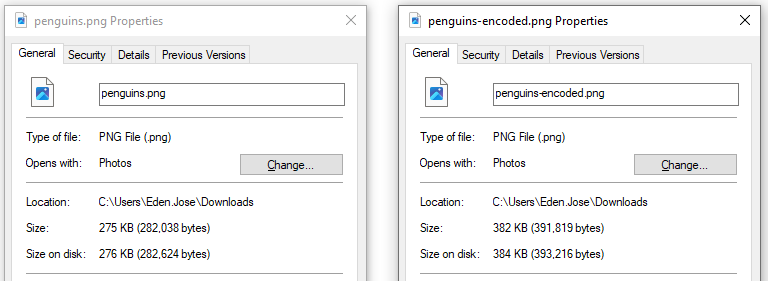 penguins.png Properties
General Security Details Previous Versions
penguins.png
Type of file: PNG File (.png)
Opens with: Photos Change...
Location: C:\Users\Eden.Jose\Downloads
Size: 275 KB (282,038 bytes)
Size on disk: 276 KB (282,624 bytes)
penguins-encoded.png Properties
General Security Details Previous Versions
penguins-encoded.png
Type of file: PNG File (.png)
Opens with: Photos Change...
Location: C:\Users\Eden.Jose\Downloads
Size: 382 KB (391,819 bytes)
Size on disk: 384 KB (393,216 bytes)